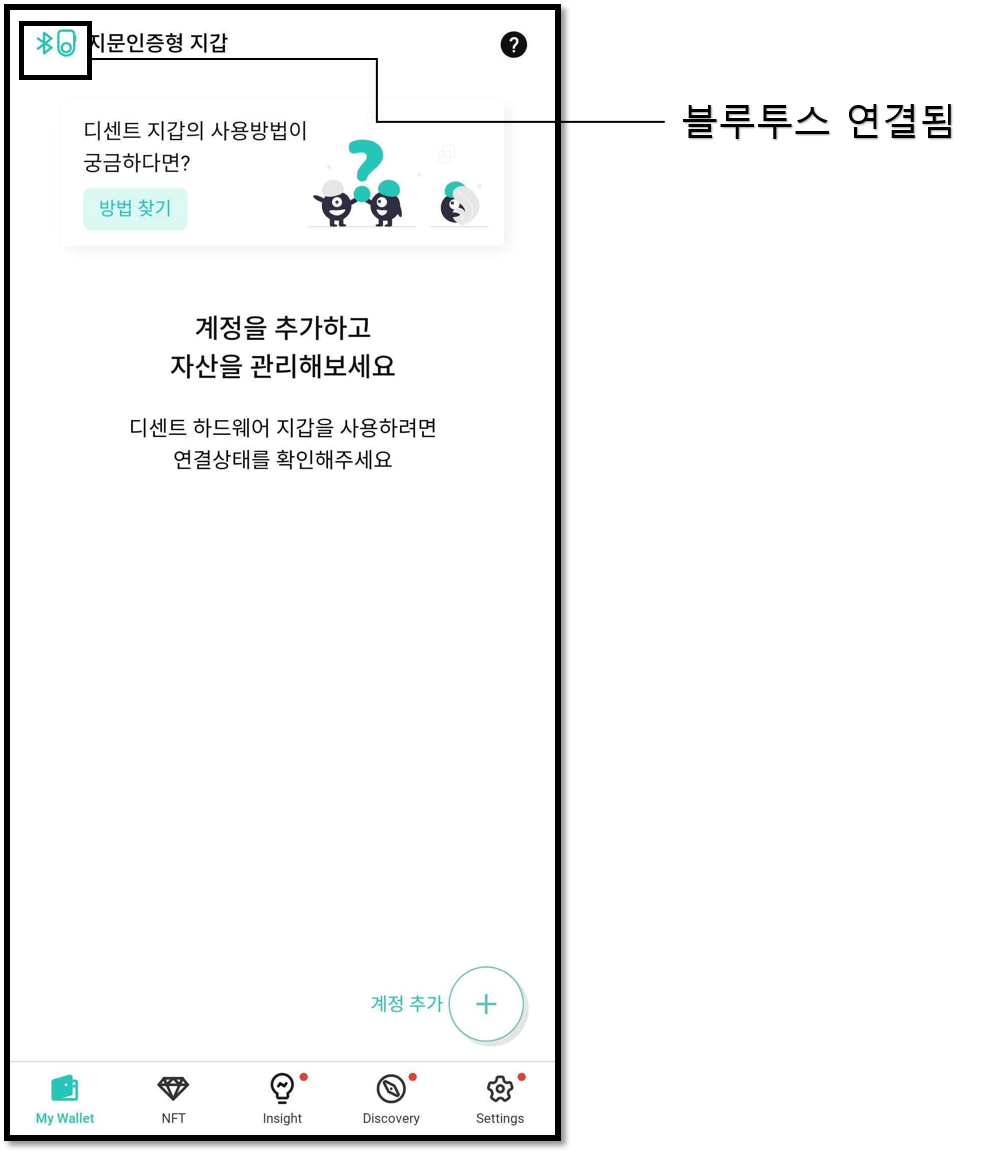 지문인증형 지갑
?
블루투스 연결됨
디센트 지갑의 사용방법이
궁금하다면?
방법 찾기
?
계정을 추가하고
자산을 관리해보세요
디센트 하드웨어 지갑을 사용하려면
연결상태를 확인해주세요
계정 추가
My Wallet
NFT
Insight
Discovery
Settings